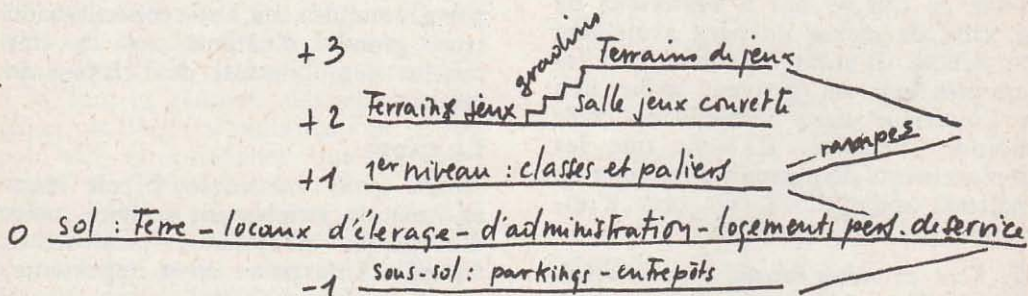 +3 gradins Terrains de jeux
+2 Terrains jeux salle jeux couverte
+1 1er niveau : classes et paliers rampes
0 sol : Terre - locaux d'élevage - d'administration - logements pers. de service
-1 sous-sol : parkings - entrepôts